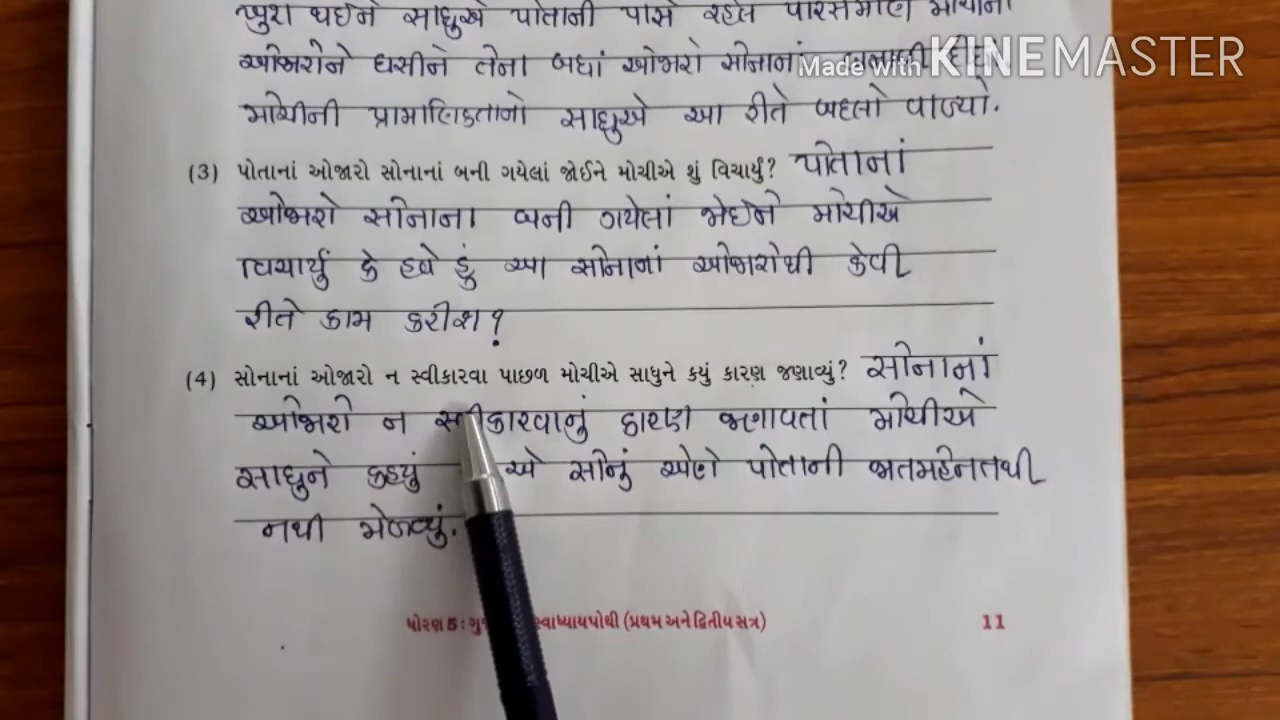 ખુશ થઈને સાધુએ પોતાની પાસે રહેલ પારસમણિ મોચીનાં
ઓજારોને ઘસીને તેના બધાં ઓજારો સોનાનાં
Made with KINEMASTER
મોચીની પ્રામાણિકતાનો સાધુએ આ રીતે બદલો વાળ્યો.
(3) પોતાનાં ઓજારો સોનાનાં બની ગયેલાં જોઈને મોચીએ શું વિચાર્યું? પોતાનાં
ઓજારો સોનાના બની ગયેલાં જોઈને મોચીએ
વિચાર્યું કે હવે હું આ સોનાનાં ઓજારોથી કેવી
રીતે કામ કરીશ?
(4) સોનાનાં ઓજારો ન સ્વીકારવા પાછળ મોચીએ સાધુને કયું કારણ જણાવ્યું? સોનાનાં
ઓજારો ન સ્વીકારવાનું કારણ જણાવતાં મોચીએ
સાધુને કહ્યું એ સોનું એણે પોતાની જાતમહેનતથી
નથી મેળવ્યું.
ધોરણ 5 : સ્વાધ્યાયપોથી (પ્રથમ અને દ્વિતીય સત્ર) 11